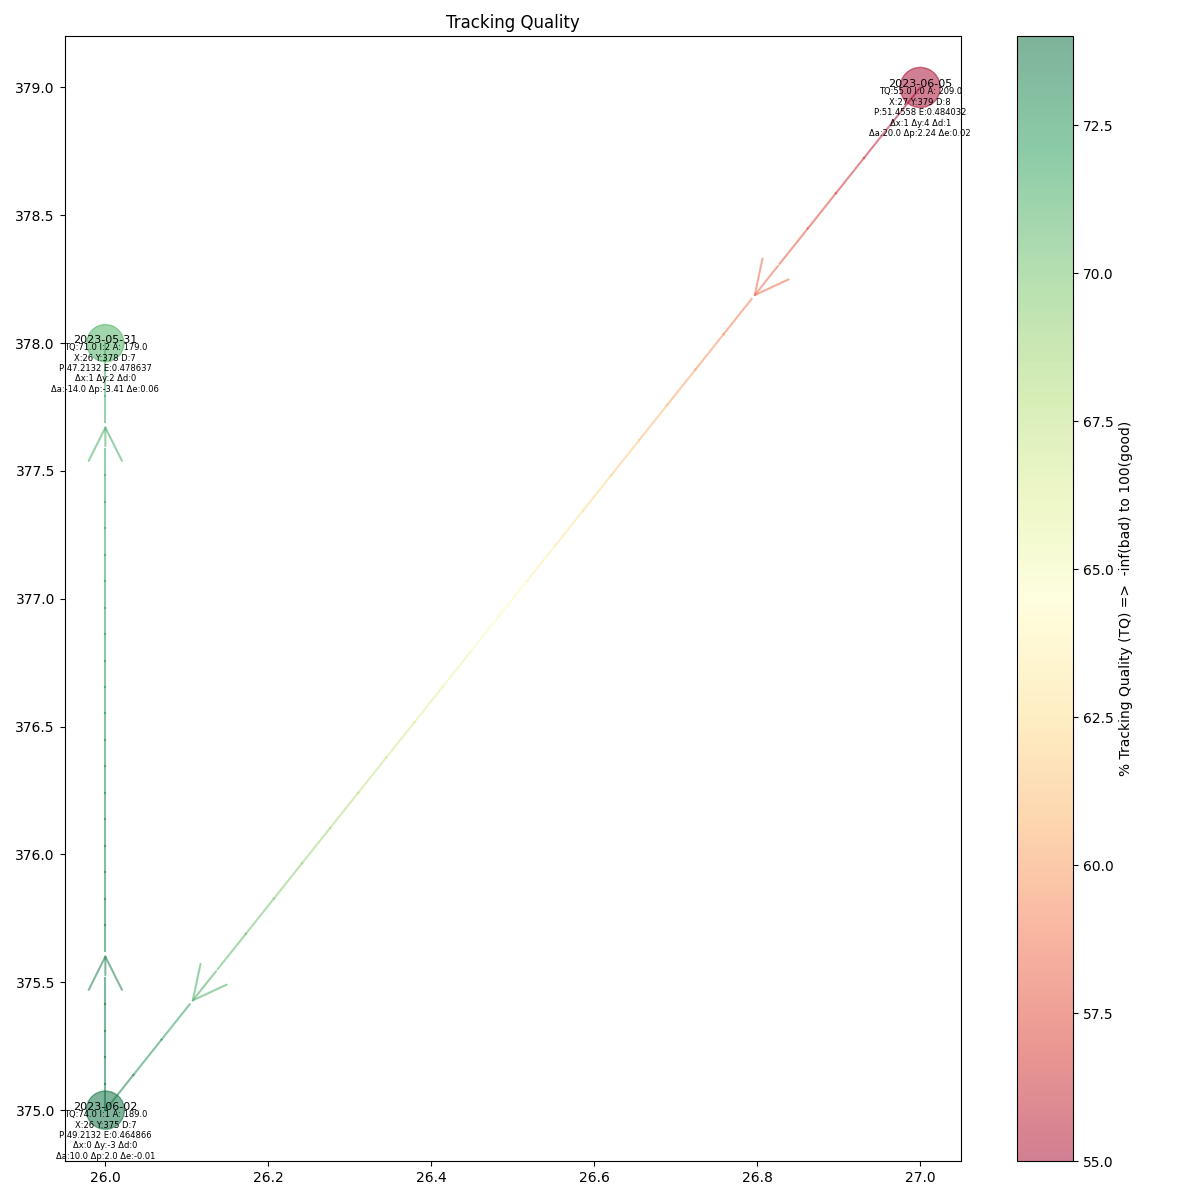 Tracking Quality
379.0
378.5
378.0
377.5
377.0
376.5
376.0
375.5
375.0
26.0
26.2
26.4
26.6
26.8
27.0
2023-06-05
TQ:55.0 I:0 A: 209.0
X:27 Y:379 D:8
P:51.4558 E:0.484032
Δx:1 Δy:4 Δd:1
Δa:20.0 Δp:2.24 Δe:0.02
2023-05-31
TQ:71.0 I:2 A: 179.0
X:26 Y:378 D:7
P:47.2132 E:0.478637
Δx:1 Δy:2 Δd:0
Δa:-14.0 Δp:-3.41 Δe:0.06
2023-06-02
TQ:74.0 I:1 A: 189.0
X:26 Y:375 D:7
P:49.2132 E:0.464866
Δx:0 Δy:-3 Δd:0
Δa:10.0 Δp:2.0 Δe:-0.01
72.5
70.0
67.5
65.0
62.5
60.0
57.5
55.0
% Tracking Quality (TQ) => -inf(bad) to 100(good)